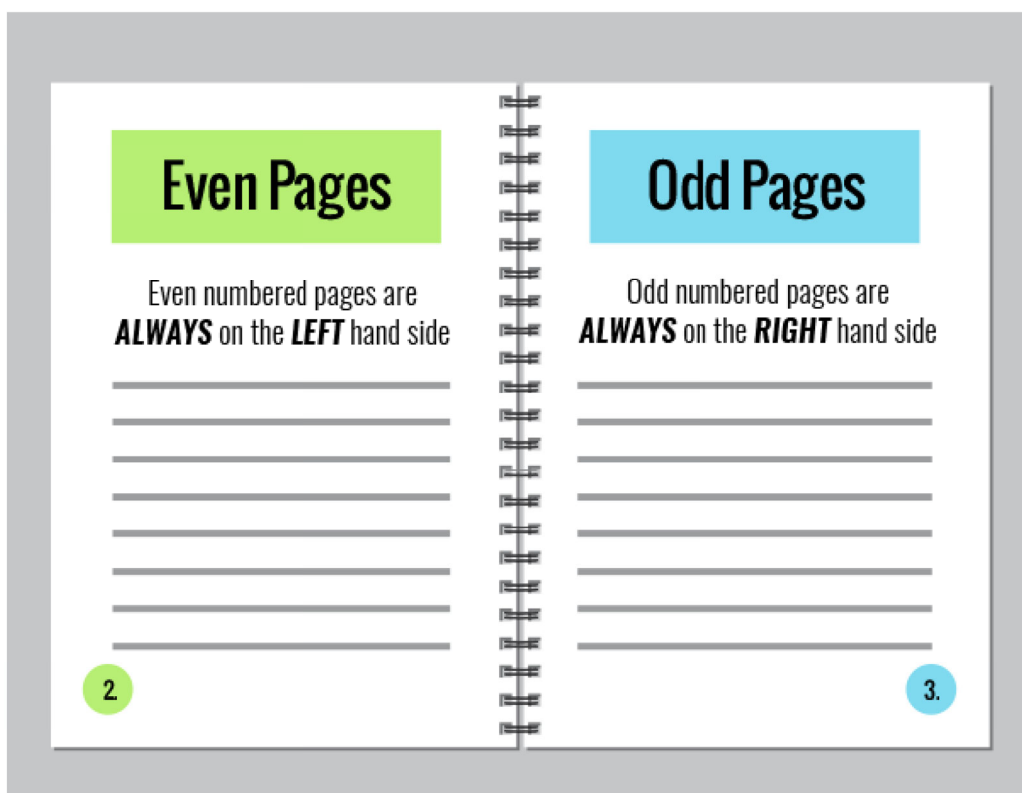 Even Pages
Even numbered pages are
ALWAYS on the LEFT hand side
2.
Odd Pages
Odd numbered pages are
ALWAYS on the RIGHT hand side
3.